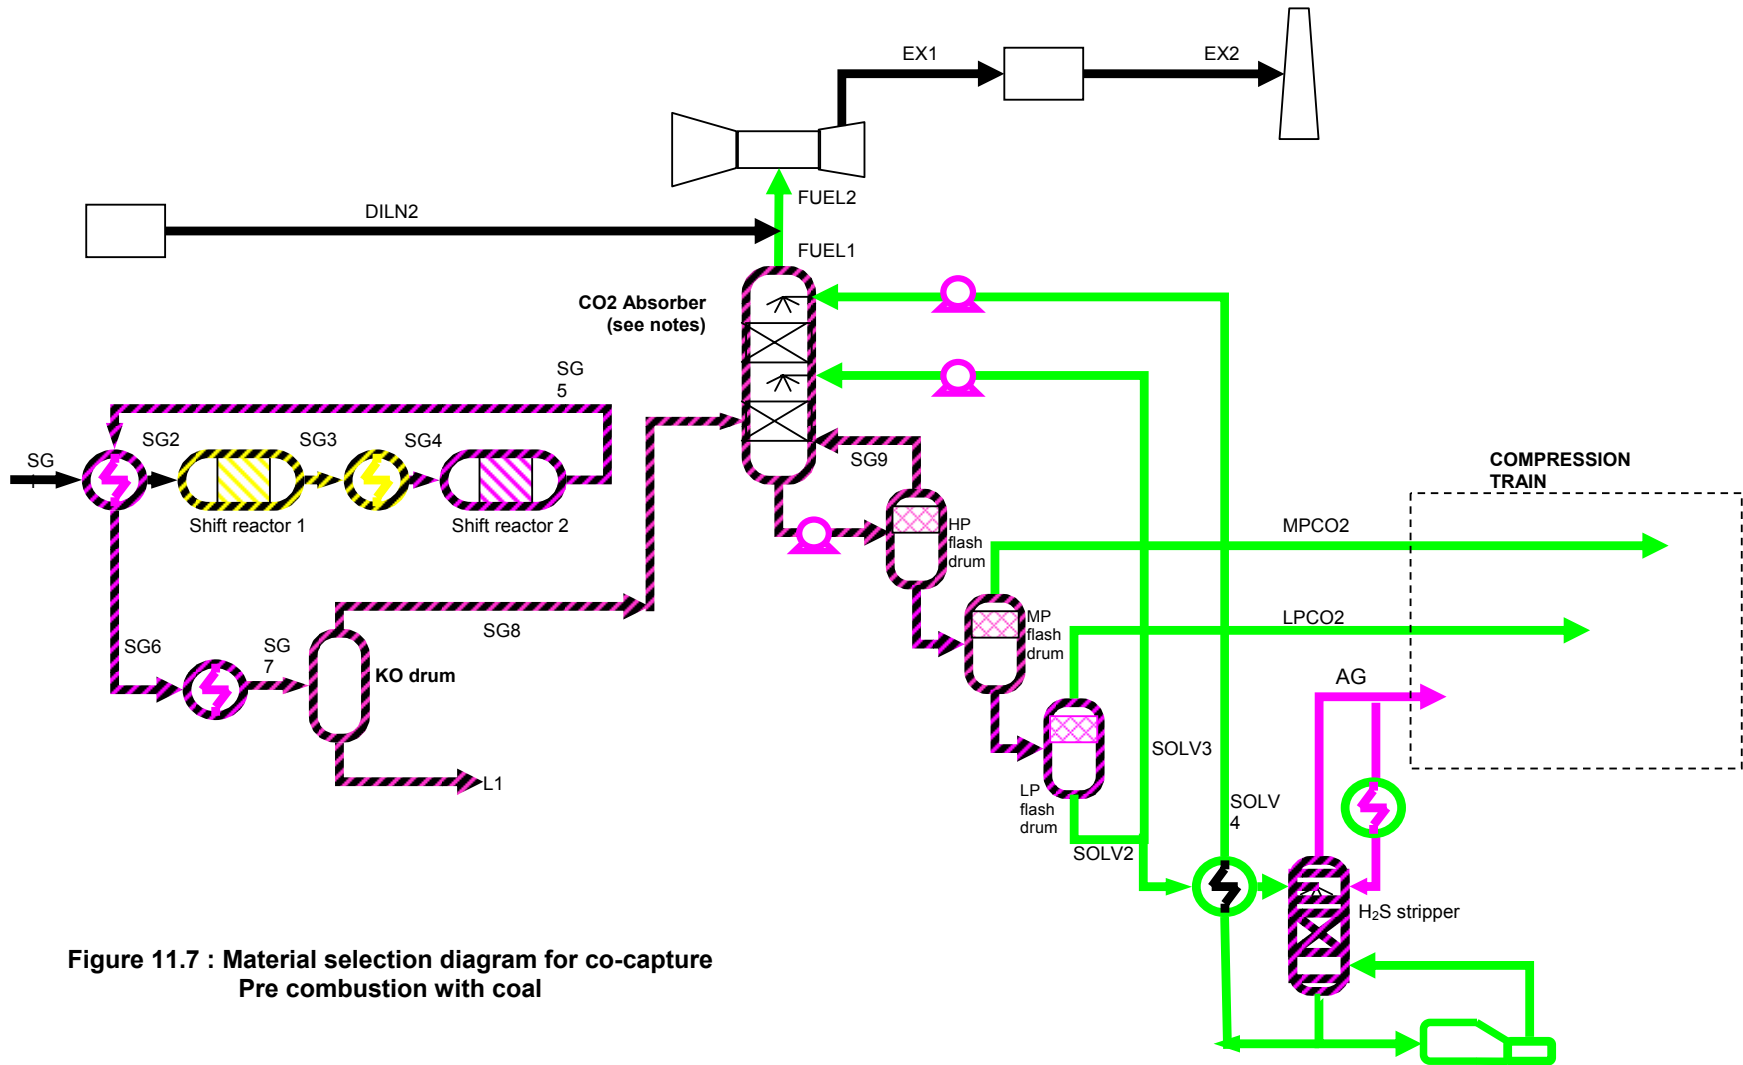 EX1
EX2
FUEL2
DILN2
FUEL1
CO2 Absorber
(see notes)
SG
5
SG2
SG3
SG4
SG
SG9
Shift reactor 1
Shift reactor 2
HP
flash
drum
COMPRESSION
TRAIN
MPCO2
LPCO2
MP
flash
drum
SG8
SG6
SG
7
KO drum
AG
L1
SOLV3
LP
flash
drum
SOLV
4
SOLV2
H2S stripper
Figure 11.7 : Material selection diagram for co-capture
Pre combustion with coal